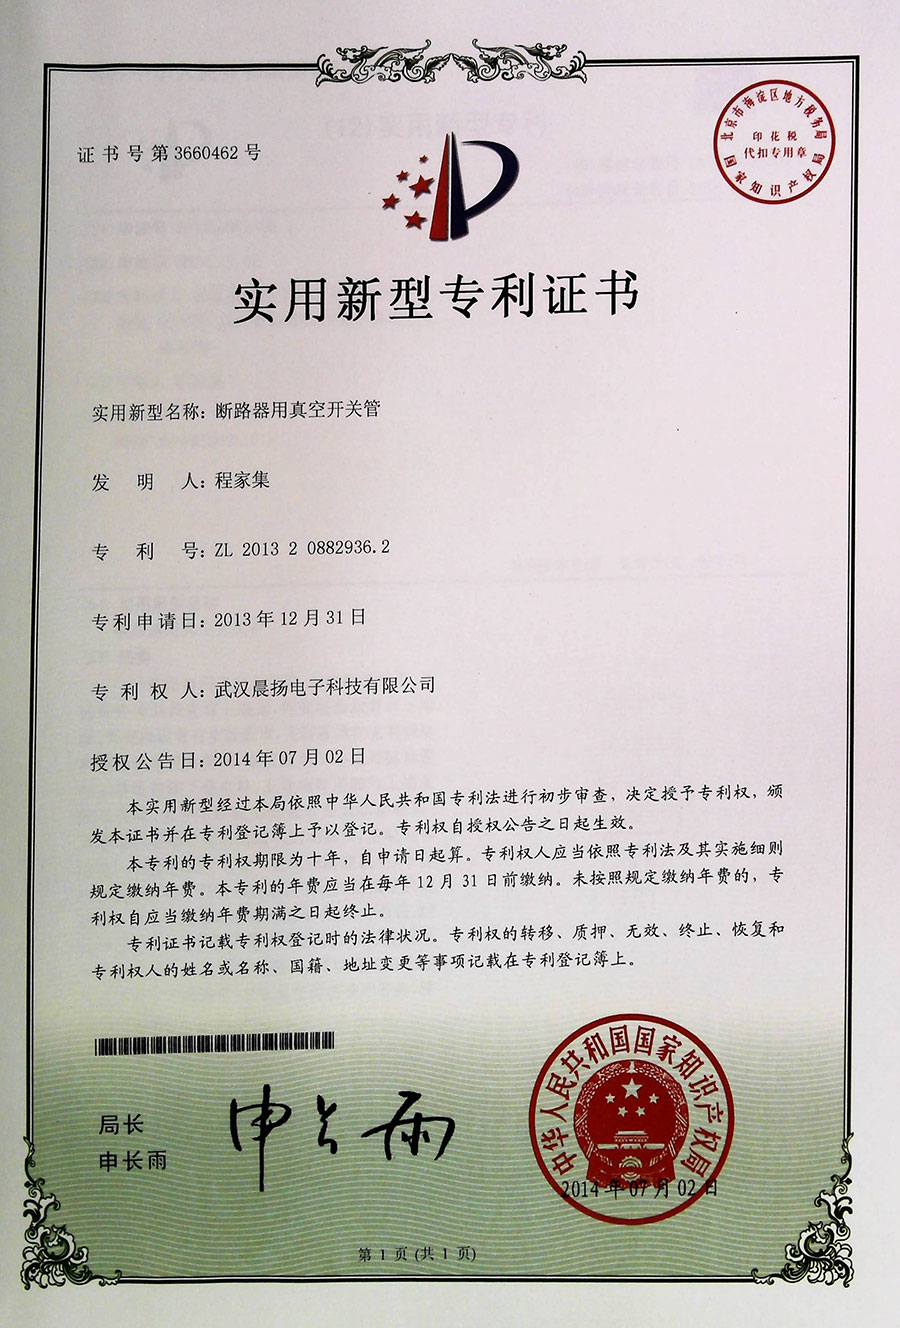 证书号第3660462号
北京市海淀区地方税务局
印花税
代扣专用章
国家知识产权局
实用新型专利证书
实用新型名称：断路器用真空开关管
发明人：程家集
专利号：ZL 2013 2 0882936.2
专利申请日：2013年12月31日
专利权人：武汉晨扬电子科技有限公司
授权公告日：2014年07月02日
本实用新型经过本局依照中华人民共和国专利法进行初步审查，决定授予专利权，颁
发本证书并在专利登记簿上予以登记。专利权自授权公告之日起生效。
本专利的专利权期限为十年，自申请日起算。专利权人应当依照专利法及其实施细则
规定缴纳年费。本专利的年费应当在每年12月31日前缴纳。未按照规定缴纳年费的，专
利权自应当缴纳年费期满之日起终止。
专利证书记载专利权登记时的法律状况。专利权的转移、质押、无效、终止、恢复和
专利权人的姓名或名称、国籍、地址变更等事项记载在专利登记簿上。
局长
申长雨
申长雨
中华人民共和国国家知识产权局
2014年07月02日
第1页(共1页)